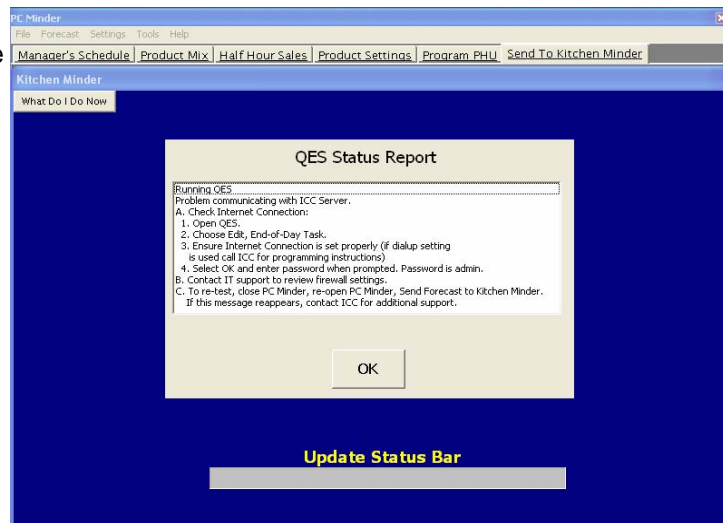 PC Minder
File Forecast Settings Tools Help
Manager's Schedule Product Mix Half Hour Sales Product Settings Program PHU Send To Kitchen Minder
Kitchen Minder
What Do I Do Now
QES Status Report
Running QES
Problem communicating with ICC Server.
A. Check Internet Connection:
1. Open QES.
2. Choose Edit, End-of-Day Task.
3. Ensure Internet Connection is set properly (if dialup setting
is used call ICC for programming instructions)
4. Select OK and enter password when prompted. Password is admin.
B. Contact IT support to review firewall settings.
C. To re-test, close PC Minder, re-open PC Minder, Send Forecast to Kitchen Minder.
If this message reappears, contact ICC for additional support.
OK
Update Status Bar